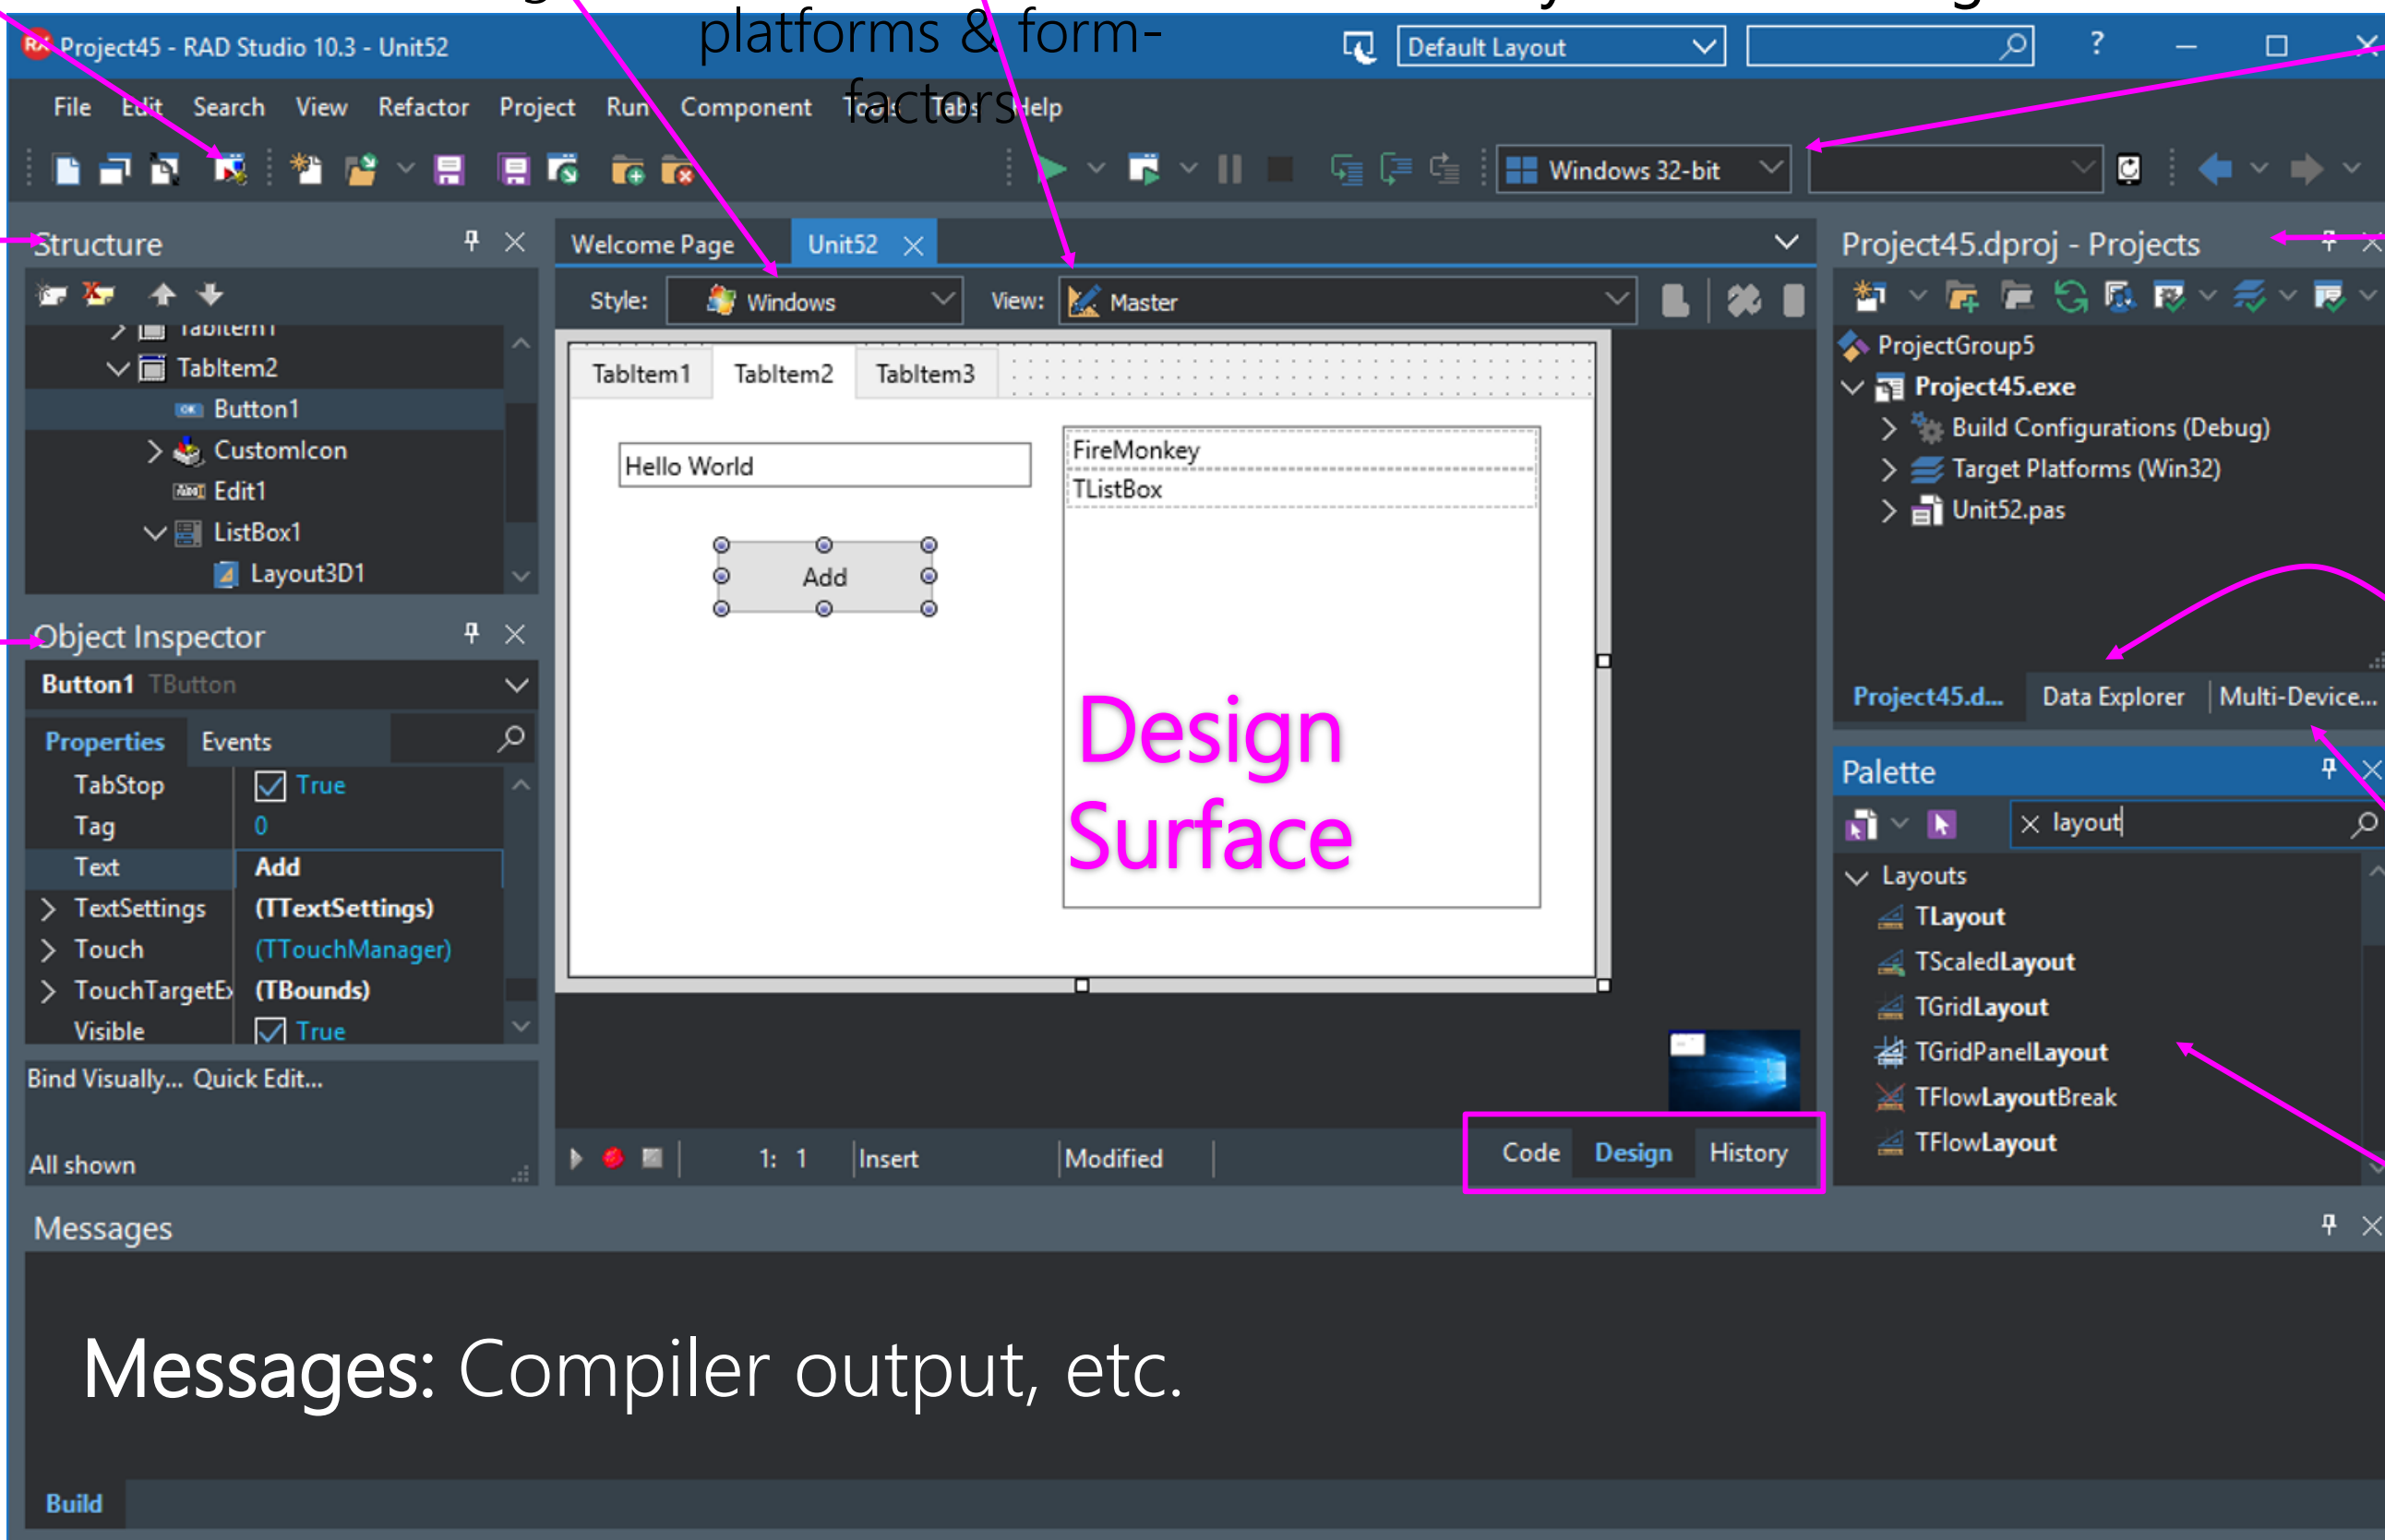 platforms & form-
factors
Project45 - RAD Studio 10.3 - Unit52
Default Layout
?
File Edit Search View Refactor Project Run Component Tools Tabs Help
Windows 32-bit
Structure
TabItem1
TabItem2
Button1
CustomIcon
Edit1
ListBox1
Layout3D1
Object Inspector
Button1 TButton
Properties Events
TabStop True
Tag 0
Text Add
TextSettings (TTextSettings)
Touch (TTouchManager)
TouchTargetEx (TBounds)
Visible True
Bind Visually... Quick Edit...
All shown
Welcome Page Unit52
Style: Windows View: Master
TabItem1 TabItem2 TabItem3
Hello World
Add
FireMonkey
TListBox
Design
Surface
1: 1 Insert Modified
Code Design History
Project45.dproj - Projects
ProjectGroup5
Project45.exe
Build Configurations (Debug)
Target Platforms (Win32)
Unit52.pas
Project45.d... Data Explorer Multi-Device...
Palette
layout
Layouts
TLayout
TScaledLayout
TGridLayout
TGridPanelLayout
TFlowLayoutBreak
TFlowLayout
Messages
Messages: Compiler output, etc.
Build